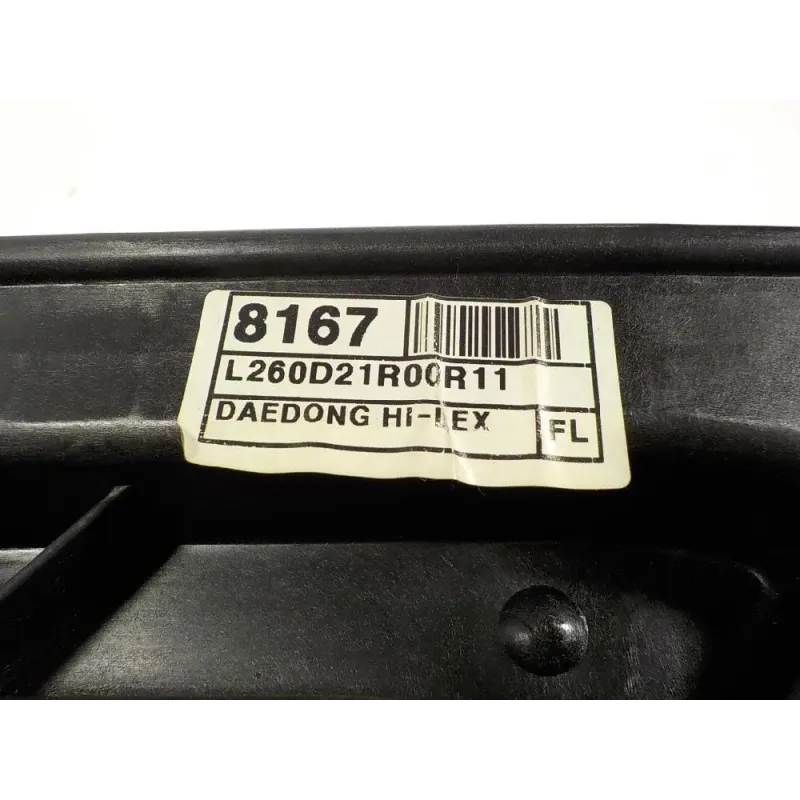 8167
L260D21R00R11
DAEDONG HI-LEX
FL